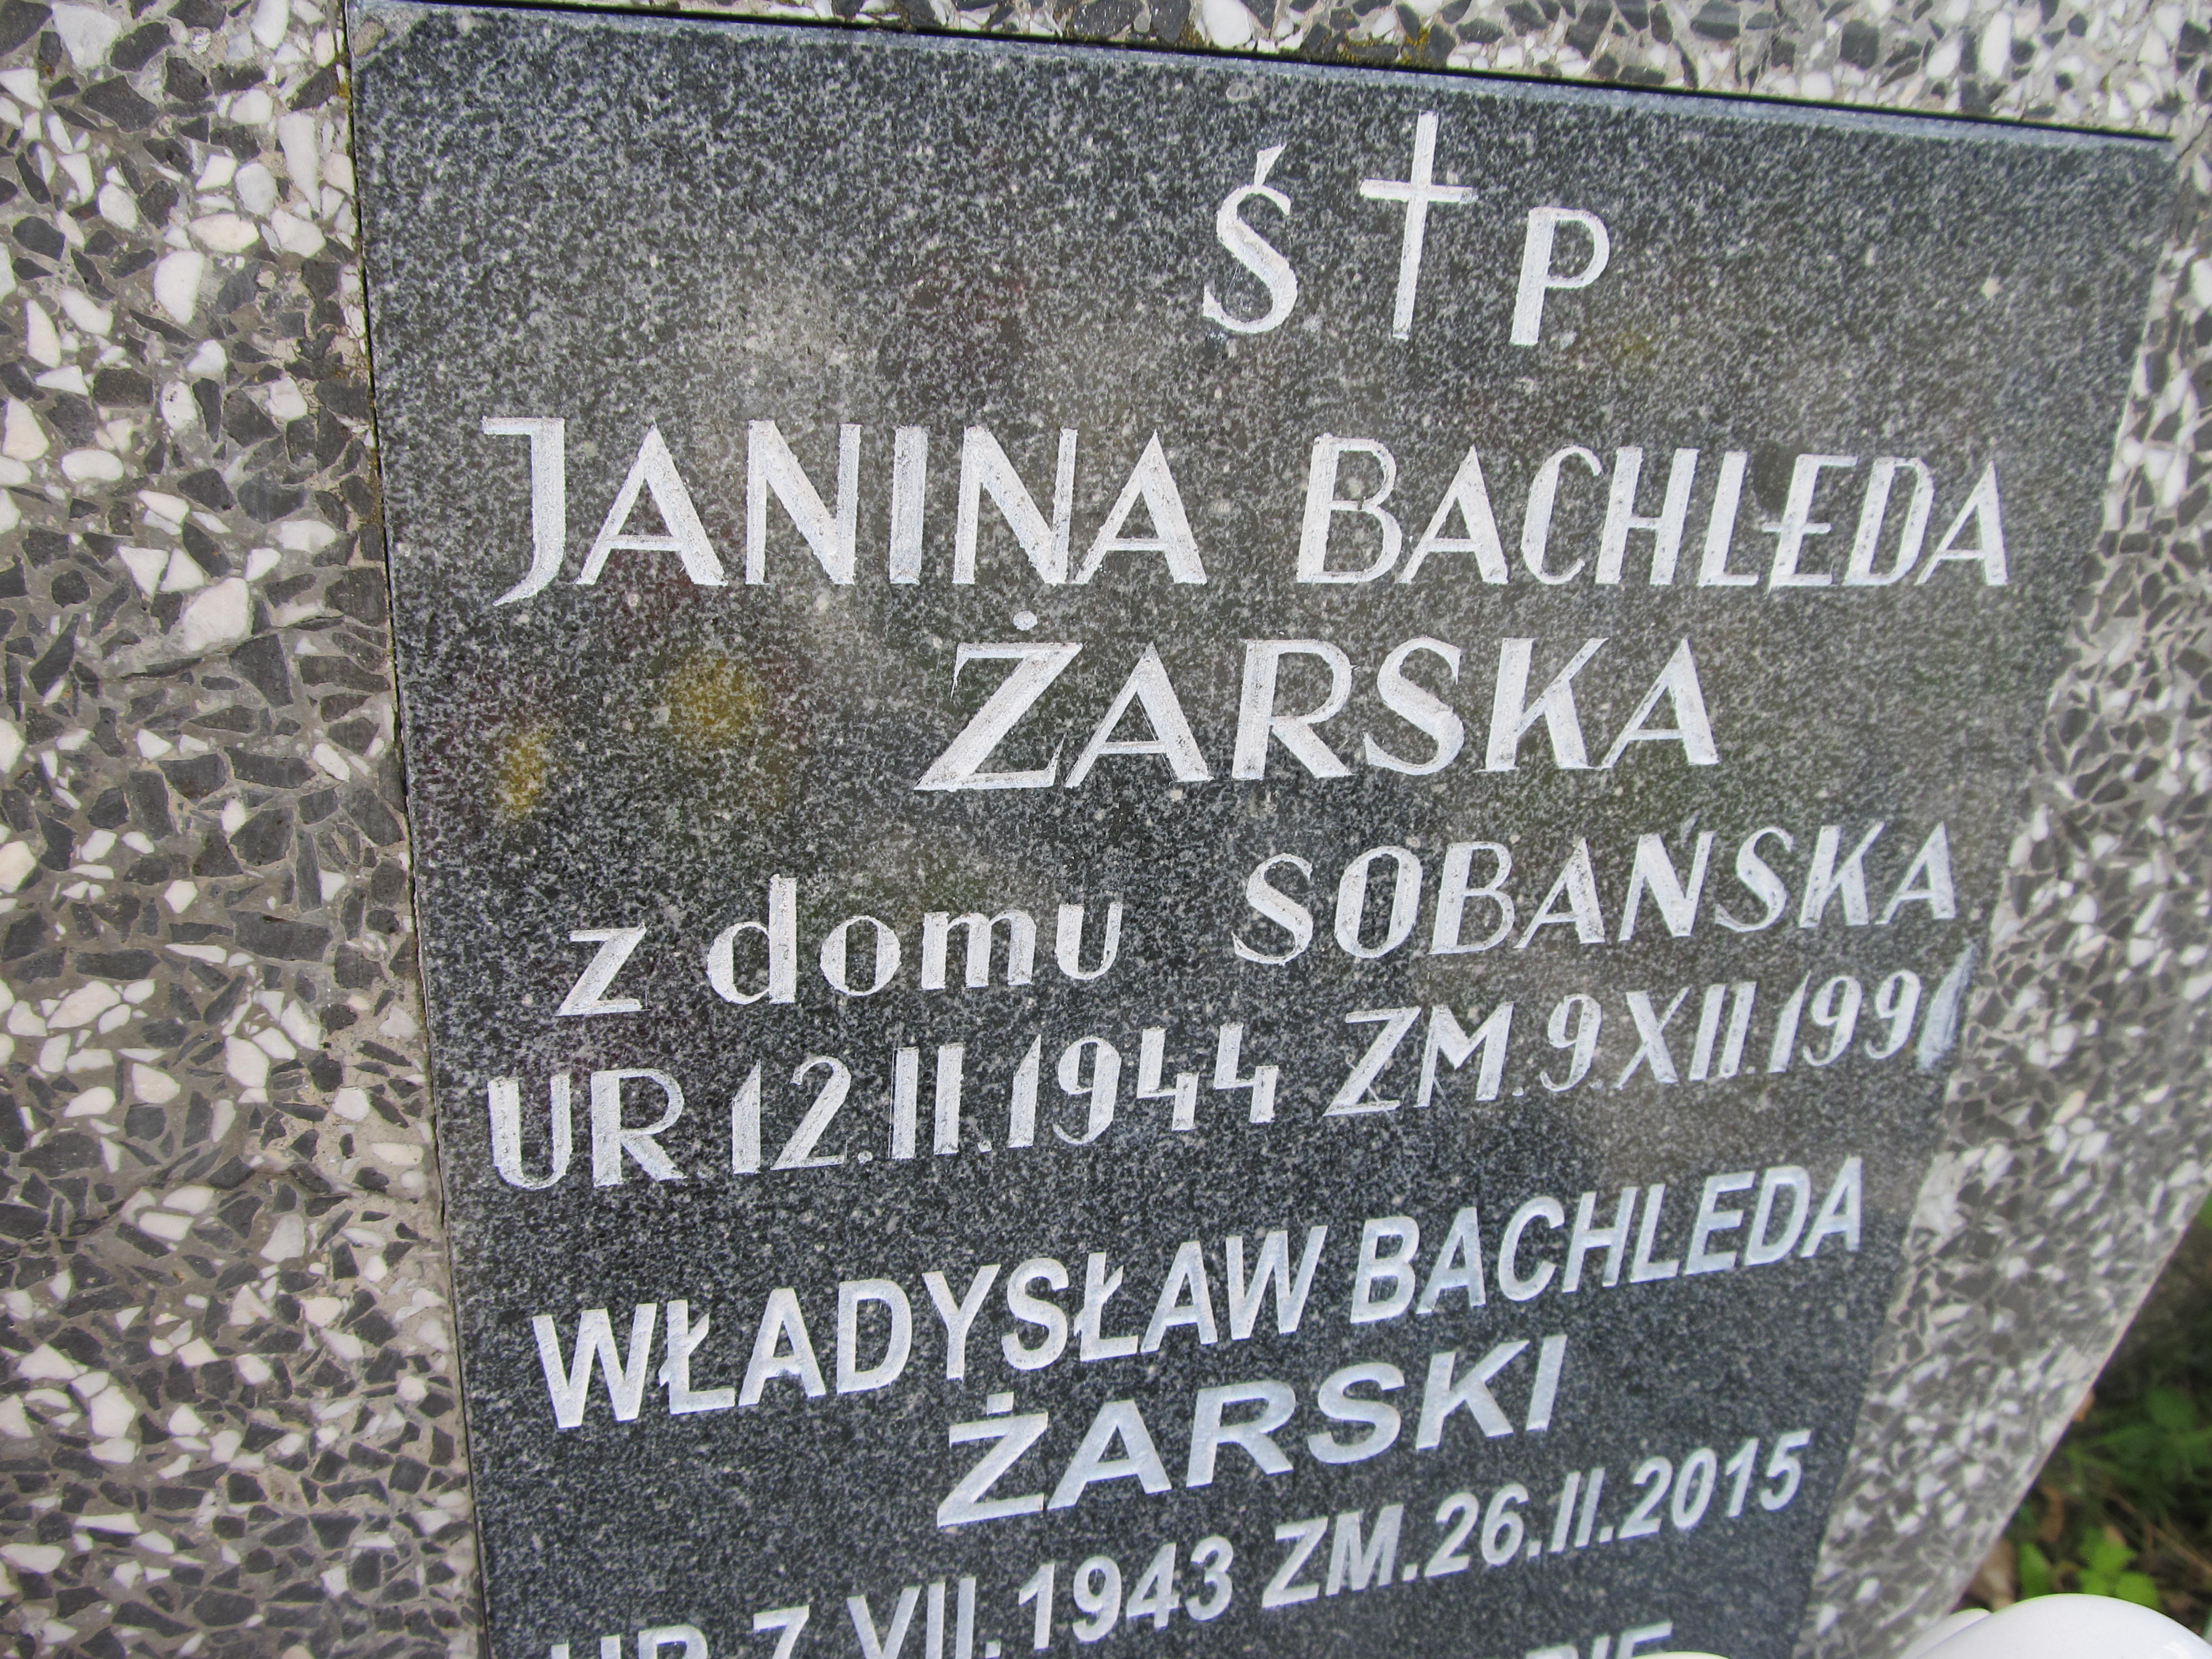 Ś † P.
JANINA BACHLEDA
ŻARSKA
z domu SOBAŃSKA
UR. 12.II.1944 ZM.9.XII.1991
WŁADYSŁAW BACHLEDA
ŻARSKI
UR. 7 VII.1943 ZM.26.II.2015